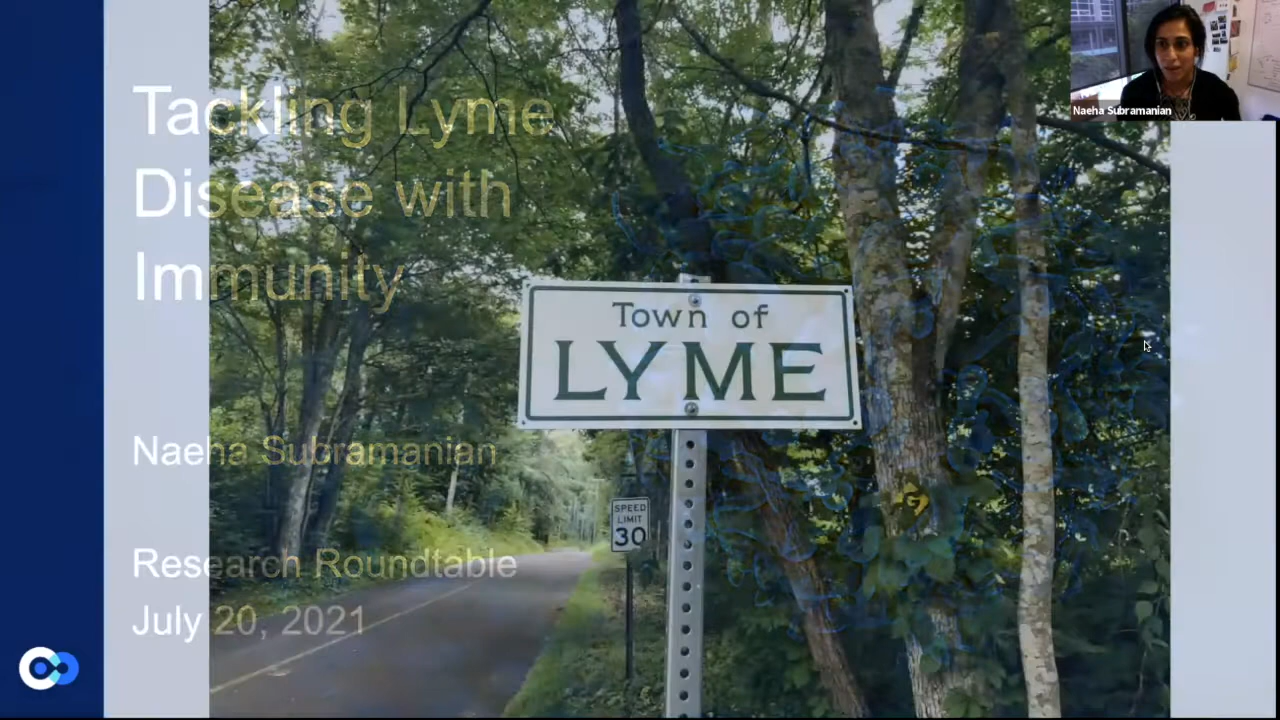 Tackling Lyme
Disease with
Immunity
Naeha Subramanian
Research Roundtable
July 20, 2021
Town of
LYME
SPEED
LIMIT
30
Naeha Subramanian